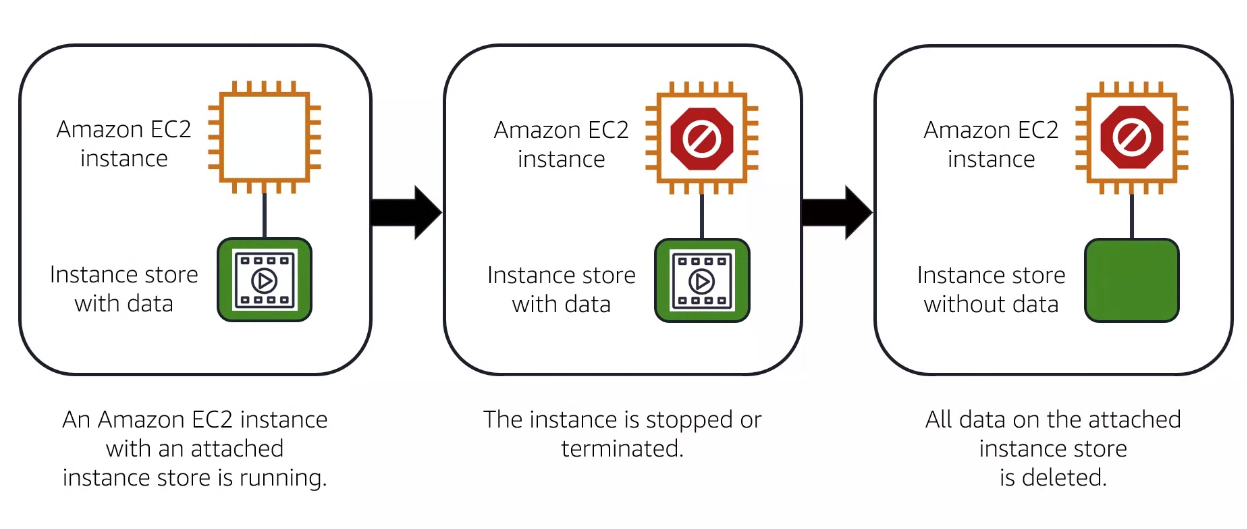 Amazon EC2
instance
Instance store
with data
An Amazon EC2 instance
with an attached
instance store is running.
Amazon EC2
instance
Instance store
with data
The instance is stopped or
terminated.
Amazon EC2
instance
Instance store
without data
All data on the attached
instance store
is deleted.